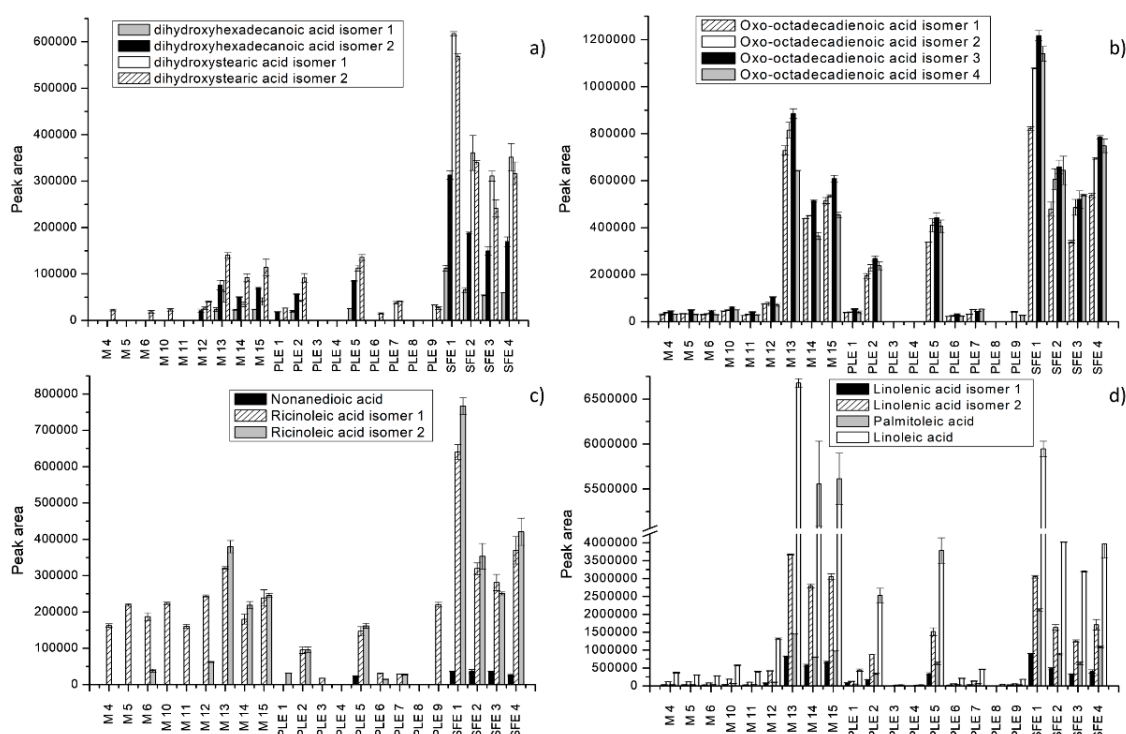 a)
dihydroxyhexadecanoic acid isomer 1
dihydroxyhexadecanoic acid isomer 2
dihydroxystearic acid isomer 1
dihydroxystearic acid isomer 2
Peak area
600000
500000
400000
300000
200000
100000
0
M 4
M 5
M 6
M 10
M 11
M 12
M 13
M 14
M 15
PLE 1
PLE 2
PLE 3
PLE 4
PLE 5
PLE 6
PLE 7
PLE 8
PLE 9
SFE 1
SFE 2
SFE 3
SFE 4
b)
Oxo-octadecadienoic acid isomer 1
Oxo-octadecadienoic acid isomer 2
Oxo-octadecadienoic acid isomer 3
Oxo-octadecadienoic acid isomer 4
Peak area
1200000
1000000
800000
600000
400000
200000
0
M 4
M 5
M 6
M 10
M 11
M 12
M 13
M 14
M 15
PLE 1
PLE 2
PLE 3
PLE 4
PLE 5
PLE 6
PLE 7
PLE 8
PLE 9
SFE 1
SFE 2
SFE 3
SFE 4
c)
Nonanedioic acid
Ricinoleic acid isomer 1
Ricinoleic acid isomer 2
Peak area
800000
700000
600000
500000
400000
300000
200000
100000
0
M 4
M 5
M 6
M 10
M 11
M 12
M 13
M 14
M 15
PLE 1
PLE 2
PLE 3
PLE 4
PLE 5
PLE 6
PLE 7
PLE 8
PLE 9
SFE 1
SFE 2
SFE 3
SFE 4
d)
Linolenic acid isomer 1
Linolenic acid isomer 2
Palmitoleic acid
Linoleic acid
Peak area
6500000
6000000
5500000
4000000
3500000
3000000
2500000
2000000
1500000
1000000
500000
0
M 4
M 5
M 6
M 10
M 11
M 12
M 13
M 14
M 15
PLE 1
PLE 2
PLE 3
PLE 4
PLE 5
PLE 6
PLE 7
PLE 8
PLE 9
SFE 1
SFE 2
SFE 3
SFE 4